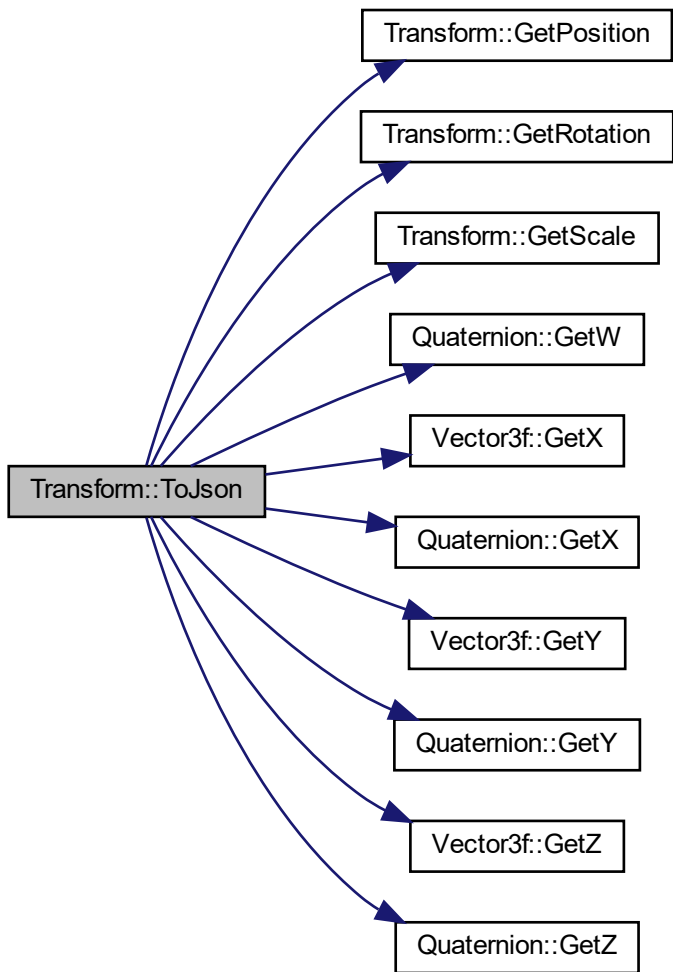 Transform::GetPosition
Transform::GetRotation
Transform::GetScale
Quaternion::GetW
Vector3f::GetX
Transform::ToJson
Quaternion::GetX
Vector3f::GetY
Quaternion::GetY
Vector3f::GetZ
Quaternion::GetZ